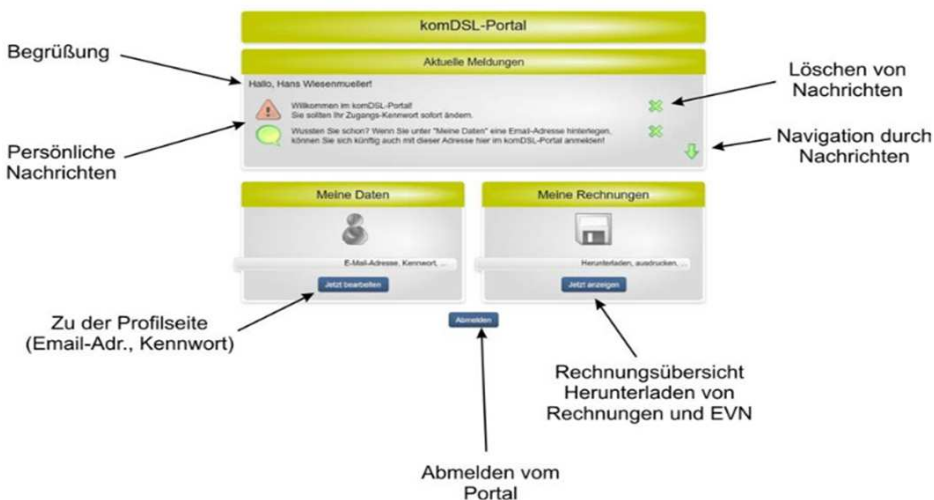 komDSL-Portal
Begrüßung
Aktuelle Meldungen
Hallo, Hans Wiesenmueller!
Löschen von
Nachrichten
Willkommen im komDSL-Portal!
Sie sollten Ihr Zugangs-Kennwort sofort ändern.
Wussten Sie schon? Wenn Sie unter "Meine Daten" eine Email-Adresse hinterlegen,
können Sie sich künftig auch mit dieser Adresse hier im komDSL-Portal anmelden!
Persönliche
Nachrichten
Navigation durch
Nachrichten
Meine Daten
Meine Rechnungen
E-Mail-Adresse, Kennwort, ...
Herunterladen, ausdrucken, ...
Jetzt bearbeiten
Jetzt anzeigen
Abmelden
Zu der Profilseite
(Email-Adr., Kennwort)
Rechnungsübersicht
Herunterladen von
Rechnungen und EVN
Abmelden vom
Portal